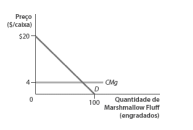 Preço
($/caixa)
$20
4
CMg
D
0
100
Quantidade de
Marshmallow Fluff
(engradados)